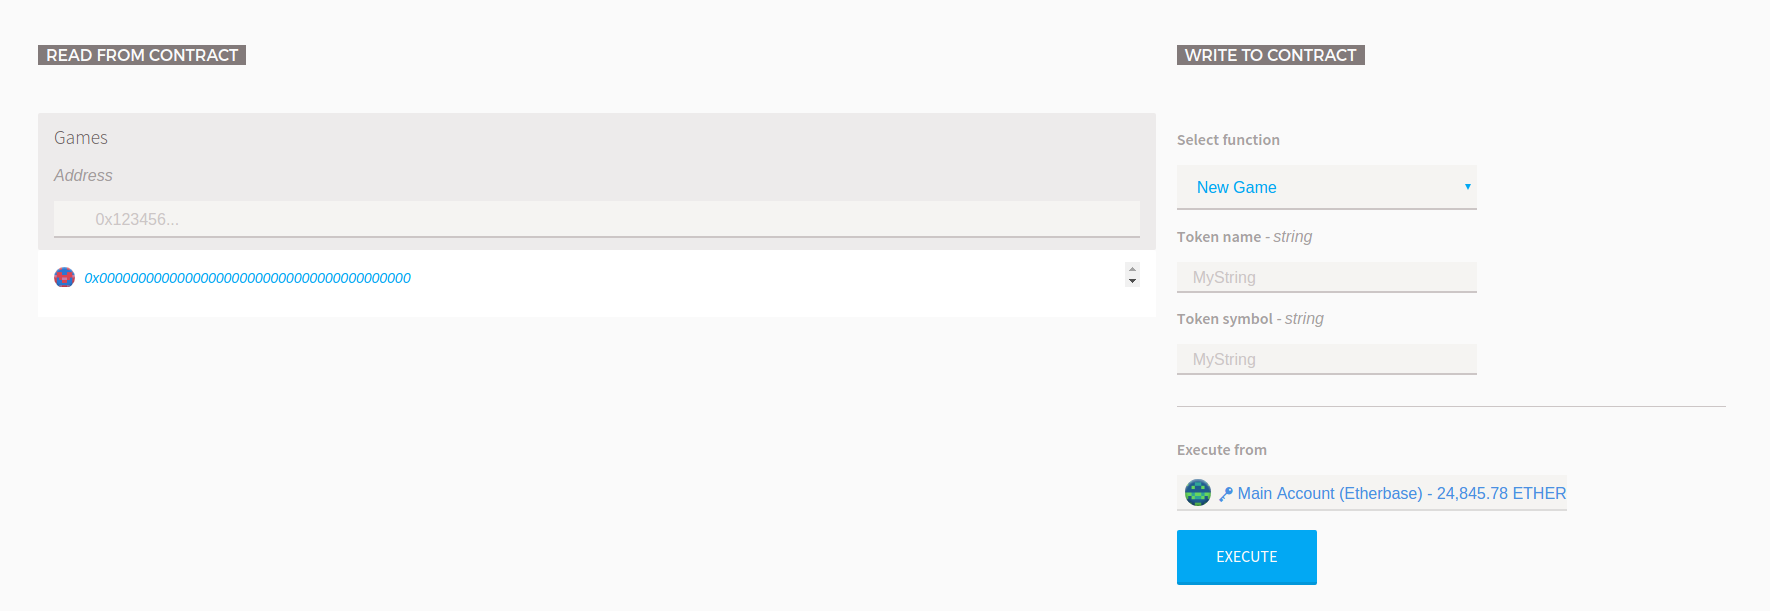 READ FROM CONTRACT
Games
Address
0x123456...
0x0000000000000000000000000000000000000000
WRITE TO CONTRACT
Select function
New Game
Token name - string
MyString
Token symbol - string
MyString
Execute from
Main Account (Etherbase) - 24,845.78 ETHER
EXECUTE